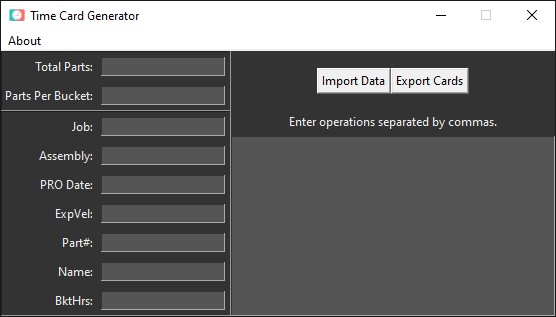 Time Card Generator
About
Total Parts:
Parts Per Bucket:
Job:
Assembly:
PRO Date:
ExpVel:
Part#:
Name:
BktHrs:
Import Data
Export Cards
Enter operations separated by commas.